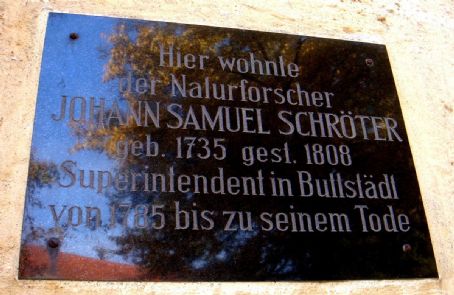 Hier wohnte
der Naturforscher
JOHANN SAMUEL SCHRÖTER
geb. 1735 gest. 1808
Superintendent in Buttstädt
von 1785 bis zu seinem Tode